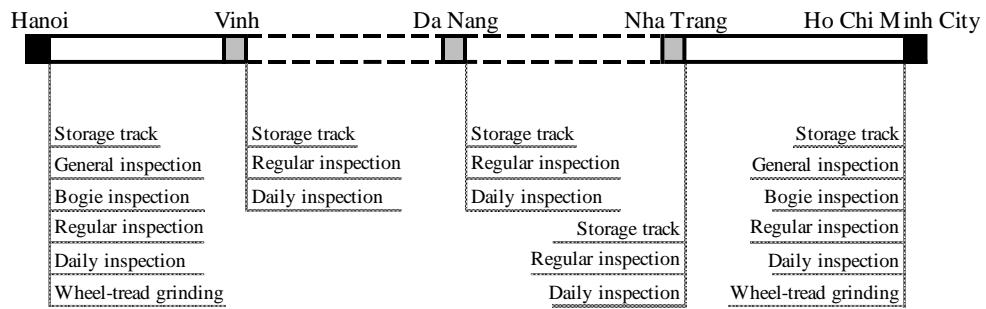 Hanoi
Vinh
Da Nang
Nha Trang
Ho Chi Minh City
Storage track
General inspection
Bogie inspection
Regular inspection
Daily inspection
Wheel-tread grinding
Storage track
Regular inspection
Daily inspection
Storage track
Regular inspection
Daily inspection
Storage track
Regular inspection
Daily inspection
Storage track
General inspection
Bogie inspection
Regular inspection
Daily inspection
Wheel-tread grinding